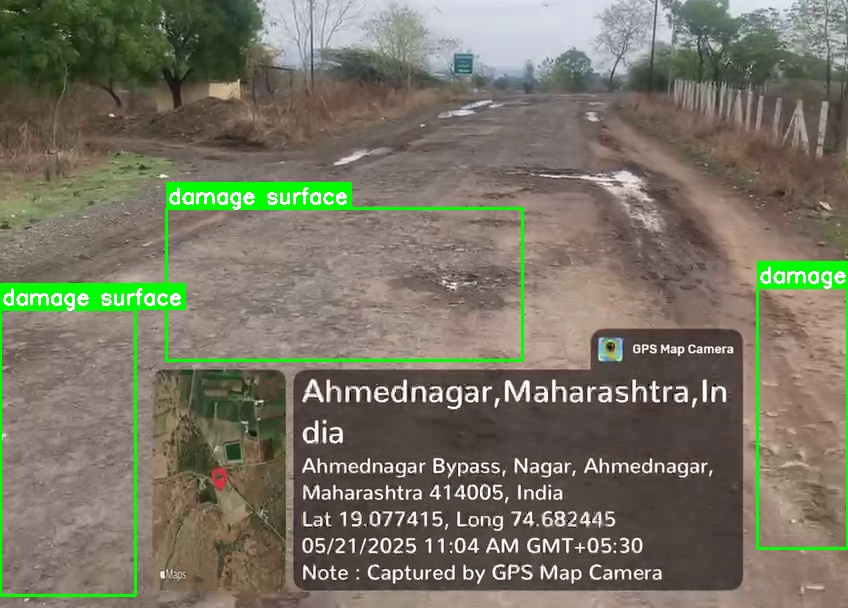 damage surface
damage surface
damage
GPS Map Camera
Ahmednagar,Maharashtra,In
dia
Ahmednagar Bypass, Nagar, Ahmednagar,
Maharashtra 414005, India
Lat 19.077415, Long 74.682445
05/21/2025 11:04 AM GMT+05:30
Note : Captured by GPS Map Camera
Maps